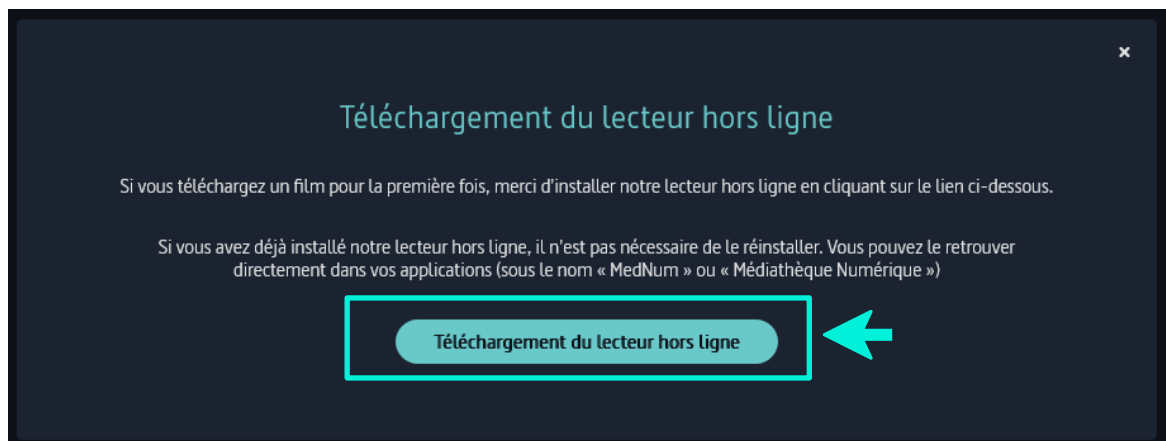 ×
Téléchargement du lecteur hors ligne
Si vous téléchargez un film pour la première fois, merci d'installer notre lecteur hors ligne en cliquant sur le lien ci-dessous.
Si vous avez déjà installé notre lecteur hors ligne, il n'est pas nécessaire de le réinstaller. Vous pouvez le retrouver
directement dans vos applications (sous le nom « MedNum » ou « Médiathèque Numérique »)
Téléchargement du lecteur hors ligne